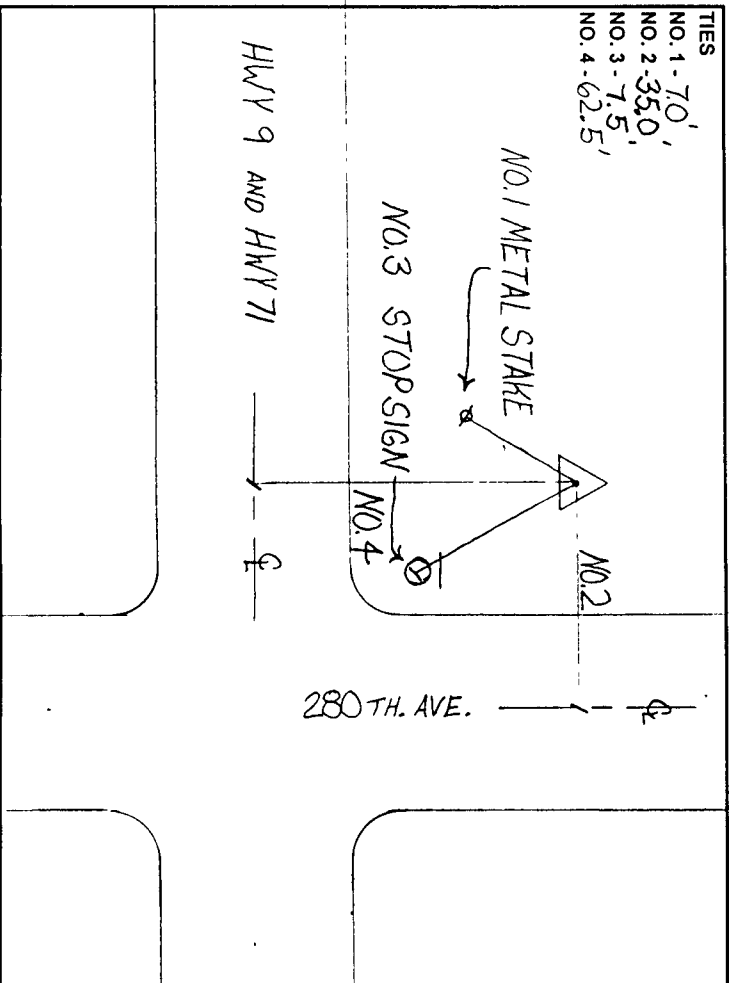 TIES
NO. 1 - 7.0'
NO. 2 - 35.0'
NO. 3 - 7.5'
NO. 4 - 62.5'
NO.1 METAL STAKE
NO.2
NO.3 STOP SIGN
NO.4
HWY 9 AND HWY 71
℄
280TH. AVE.
℄